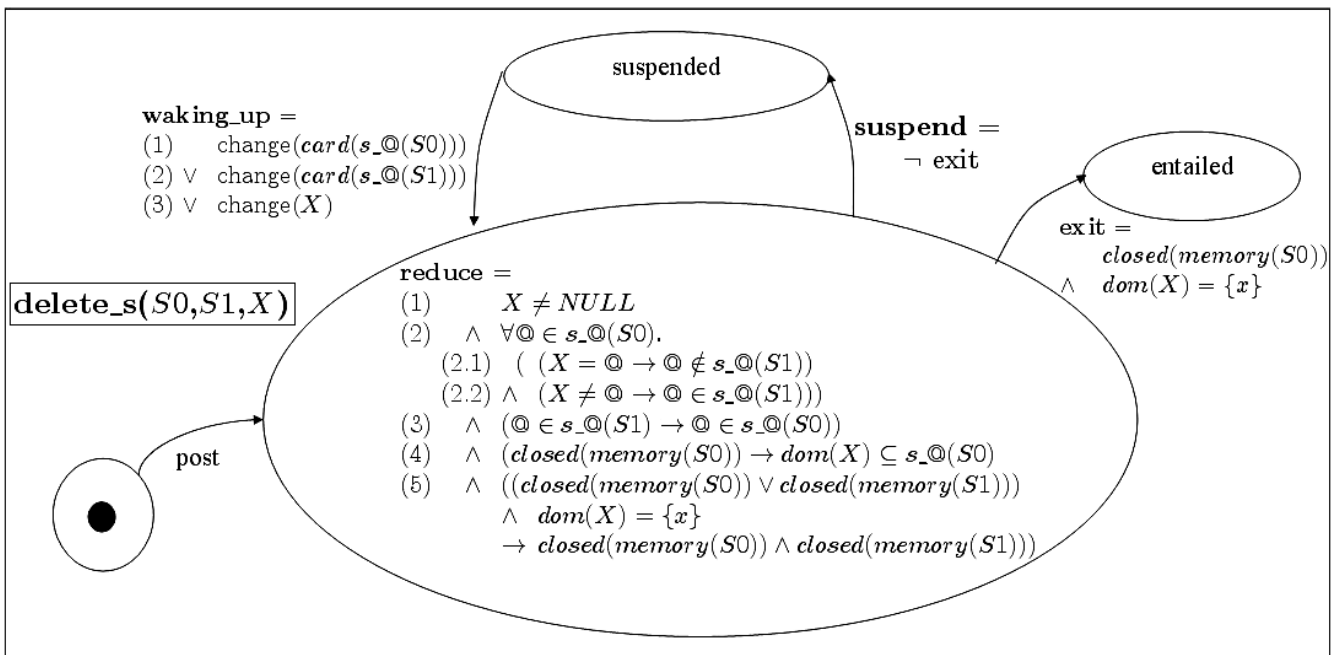 suspended
waking_up =
(1) change(card(s_@(S0)))
(2) ∨ change(card(s_@(S1)))
(3) ∨ change(X)
suspend =
¬ exit
entailed
exit =
closed(memory(S0))
∧ dom(X) = {x}
delete_s(S0,S1,X)
reduce =
(1) X ≠ NULL
(2) ∧ ∀@ ∈ s_@(S0).
(2.1) ( (X = @ → @ ∉ s_@(S1))
(2.2) ∧ (X ≠ @ → @ ∈ s_@(S1)))
(3) ∧ (@ ∈ s_@(S1) → @ ∈ s_@(S0))
(4) ∧ (closed(memory(S0)) → dom(X) ⊆ s_@(S0)
(5) ∧ ((closed(memory(S0)) ∨ closed(memory(S1)))
∧ dom(X) = {x}
→ closed(memory(S0)) ∧ closed(memory(S1)))
post